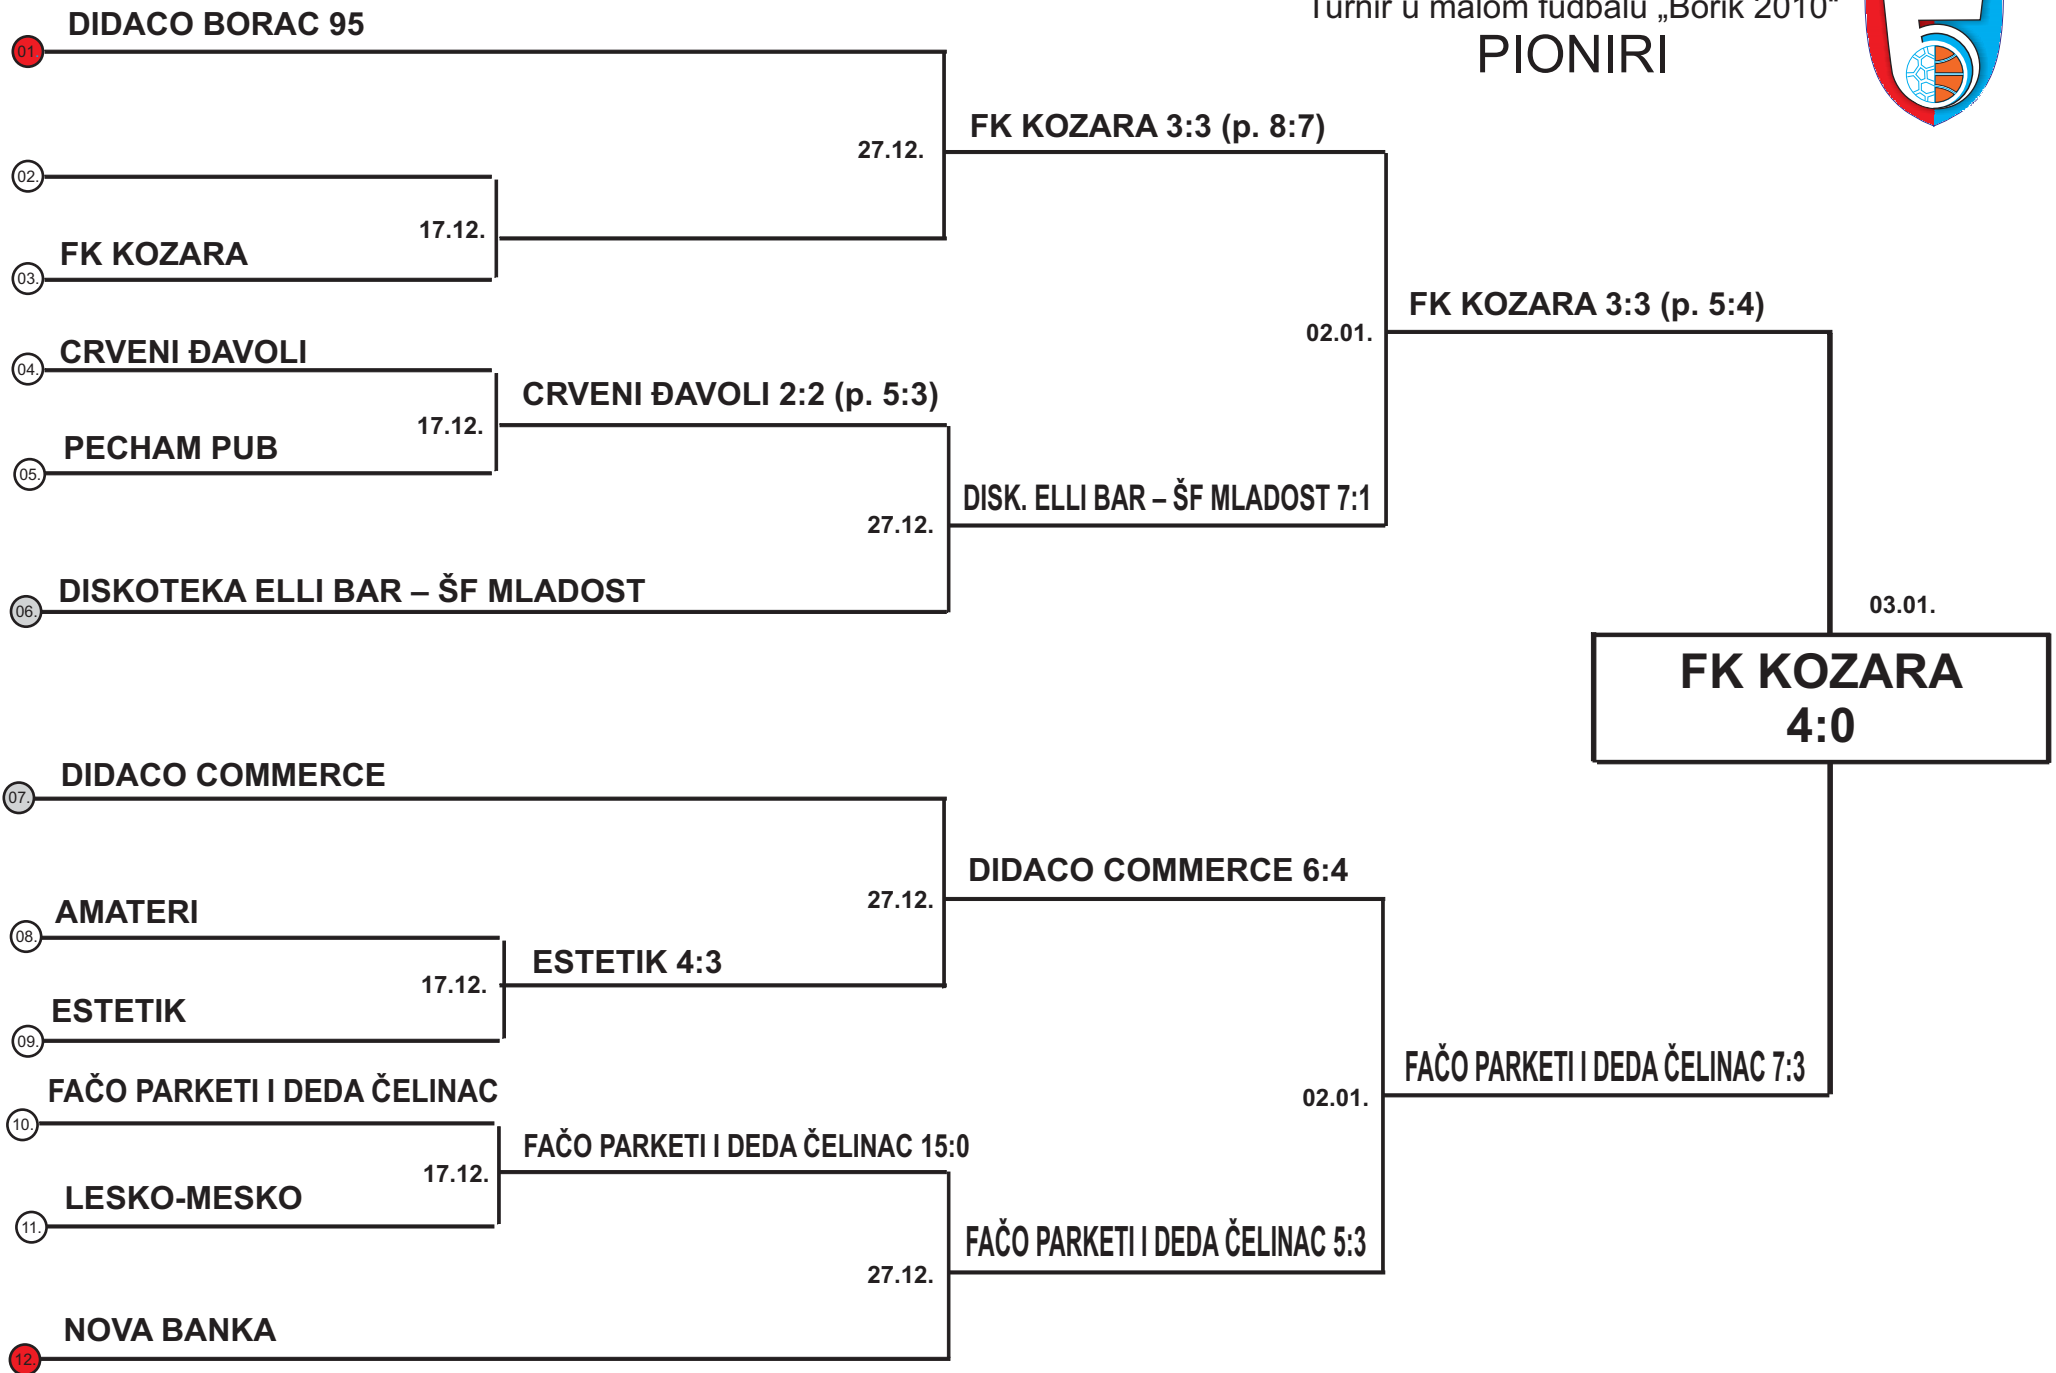 Turnir u malom fudbalu „Borik 2010“
PIONIRI
DIDACO BORAC 95
01.
27.12.
FK KOZARA 3:3 (p. 8:7)
02.
17.12.
FK KOZARA
03.
02.01.
FK KOZARA 3:3 (p. 5:4)
CRVENI ĐAVOLI
04.
17.12.
CRVENI ĐAVOLI 2:2 (p. 5:3)
PECHAM PUB
05.
27.12.
DISK. ELLI BAR – ŠF MLADOST 7:1
DISKOTEKA ELLI BAR – ŠF MLADOST
06.
03.01.
FK KOZARA
4:0
DIDACO COMMERCE
07.
27.12.
DIDACO COMMERCE 6:4
AMATERI
08.
17.12.
ESTETIK 4:3
ESTETIK
09.
02.01.
FAČO PARKETI I DEDA ČELINAC 7:3
FAČO PARKETI I DEDA ČELINAC
10.
17.12.
FAČO PARKETI I DEDA ČELINAC 15:0
LESKO-MESKO
11.
27.12.
FAČO PARKETI I DEDA ČELINAC 5:3
NOVA BANKA
12.